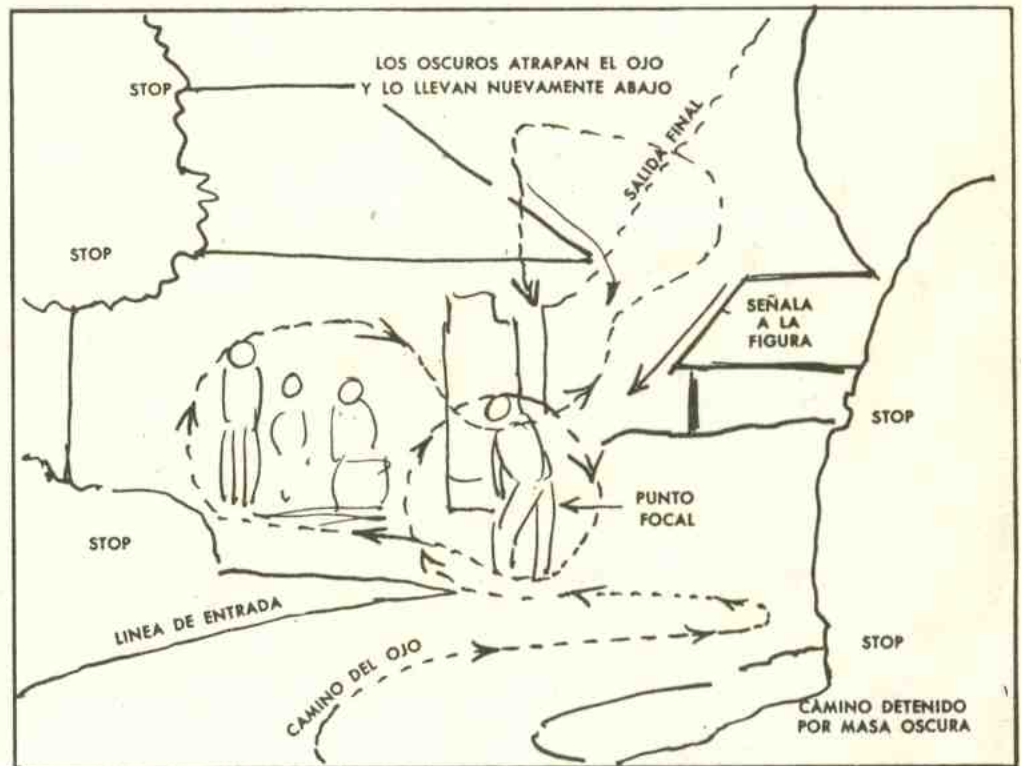 LOS OSCUROS ATRAPAN EL OJO
Y LO LLEVAN NUEVAMENTE ABAJO
STOP
SALIDA FINAL
STOP
SEÑALA
A LA
FIGURA
STOP
PUNTO
FOCAL
STOP
LINEA DE ENTRADA
CAMINO DEL OJO
STOP
CAMINO DETENIDO
POR MASA OSCURA